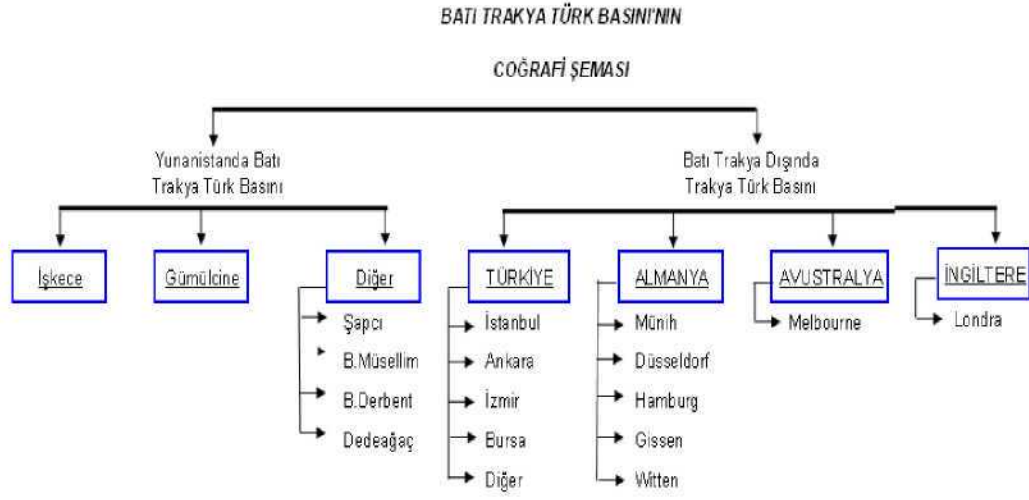 BATI TRAKYA TÜRK BASINI'NIN
COĞRAFİ ŞEMASI
Yunanistanda Batı
Trakya Türk Basını
Batı Trakya Dışında
Trakya Türk Basını
İşkece
Gümülcine
Diğer
Şapcı
B.Müsellim
B.Derbent
Dedeağaç
TÜRKİYE
İstanbul
Ankara
İzmir
Bursa
Diğer
ALMANYA
Münih
Düsseldorf
Hamburg
Gissen
Witten
AVUSTRALYA
Melbourne
İNGİLTERE
Londra